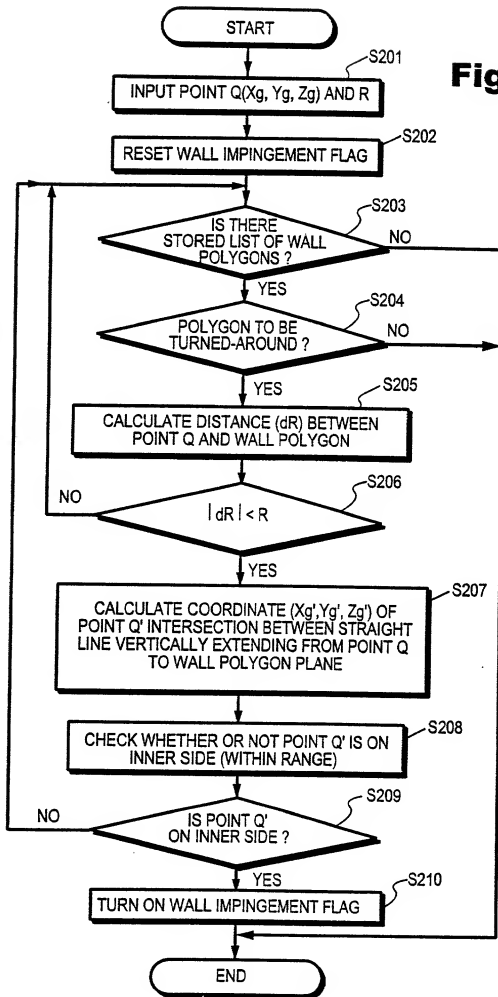 START
S201
Fig
INPUT POINT Q(Xg, Yg, Zg) AND R
S202
RESET WALL IMPINGEMENT FLAG
S203
IS THERE
STORED LIST OF WALL
POLYGONS ?
NO
YES
S204
POLYGON TO BE
TURNED-AROUND ?
NO
YES
S205
CALCULATE DISTANCE (dR) BETWEEN
POINT Q AND WALL POLYGON
S206
NO
| dR | < R
YES
S207
CALCULATE COORDINATE (Xg',Yg', Zg') OF
POINT Q' INTERSECTION BETWEEN STRAIGHT
LINE VERTICALLY EXTENDING FROM POINT Q
TO WALL POLYGON PLANE
S208
CHECK WHETHER OR NOT POINT Q' IS ON
INNER SIDE (WITHIN RANGE)
S209
NO
IS POINT Q'
ON INNER SIDE ?
YES
S210
TURN ON WALL IMPINGEMENT FLAG
END